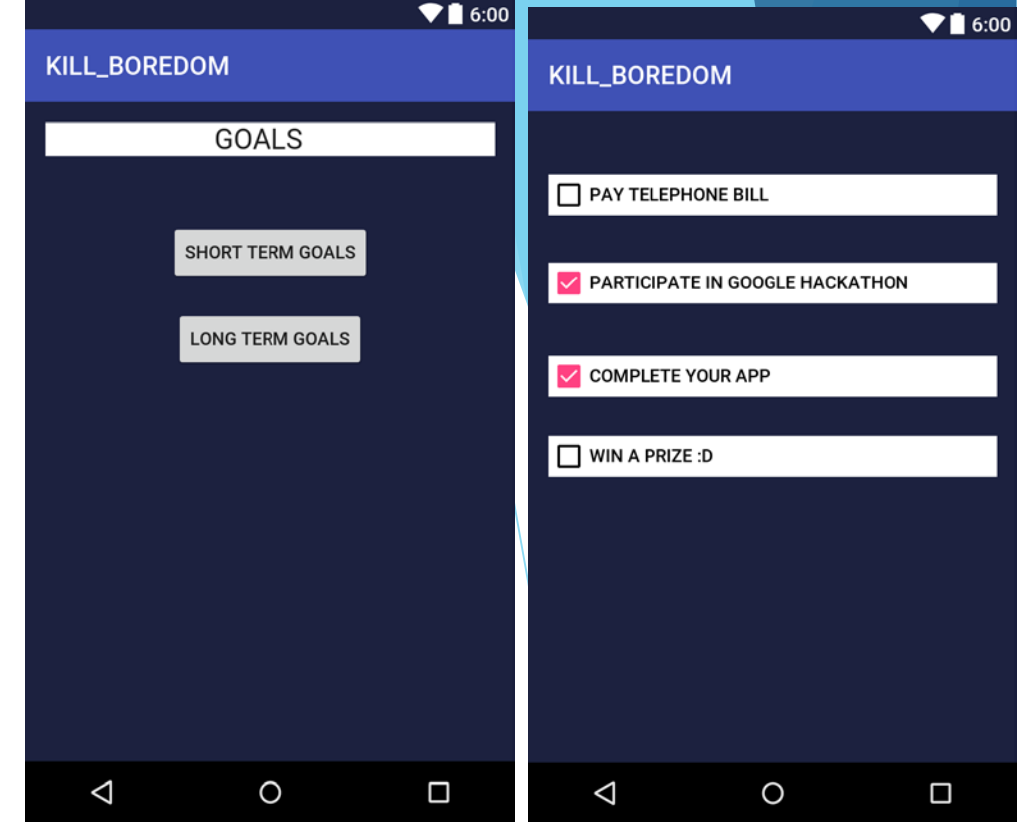 6:00
KILL_BOREDOM
GOALS
SHORT TERM GOALS
LONG TERM GOALS
6:00
KILL_BOREDOM
PAY TELEPHONE BILL
PARTICIPATE IN GOOGLE HACKATHON
COMPLETE YOUR APP
WIN A PRIZE :D